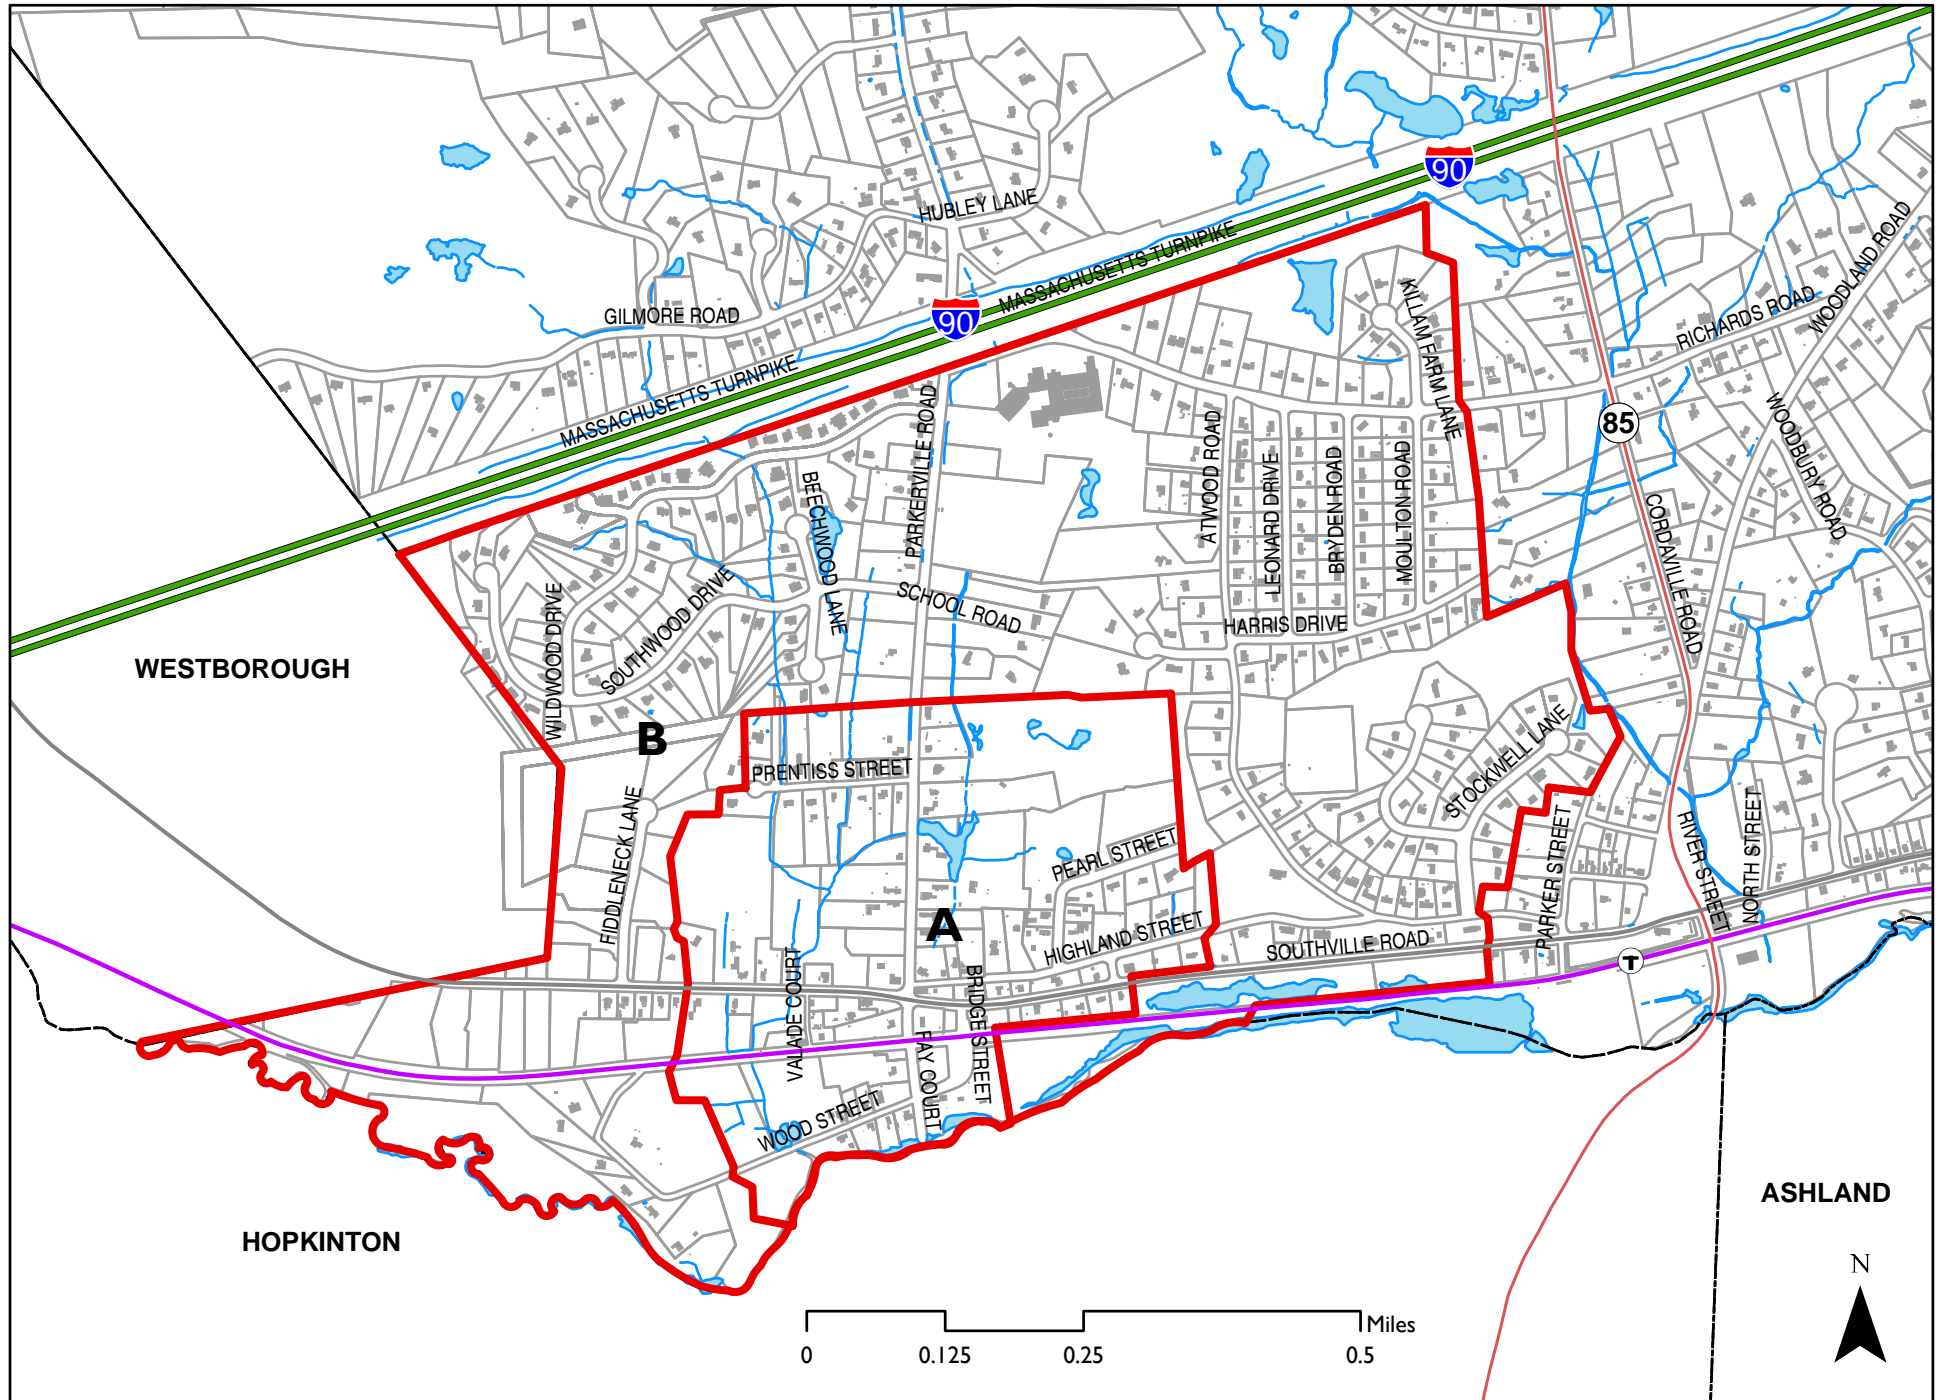 90
HUBLEY LANE
MASSACHUSETTS TURNPIKE
WOODLAND ROAD
GILMORE ROAD
90
KILLAM FARM LANE
RICHARDS ROAD
MASSACHUSETTS TURNPIKE
PARKERVILLE ROAD
85
WOODBURY ROAD
ATWOOD ROAD
LEONARD DRIVE
BRYDEN ROAD
MOULTON ROAD
BEECHWOOD LANE
CORDAVILLE ROAD
SCHOOL ROAD
WILDWOOD DRIVE
SOUTHWOOD DRIVE
HARRIS DRIVE
WESTBOROUGH
B
PRENTISS STREET
STOCKWELL LANE
FIDDLENECK LANE
PEARL STREET
PARKER STREET
RIVER STREET
NORTH STREET
A
HIGHLAND STREET
SOUTHVILLE ROAD
T
VALADE COURT
BRIDGE STREET
FAY COURT
WOOD STREET
ASHLAND
HOPKINTON
N
Miles
0 0.125 0.25 0.5